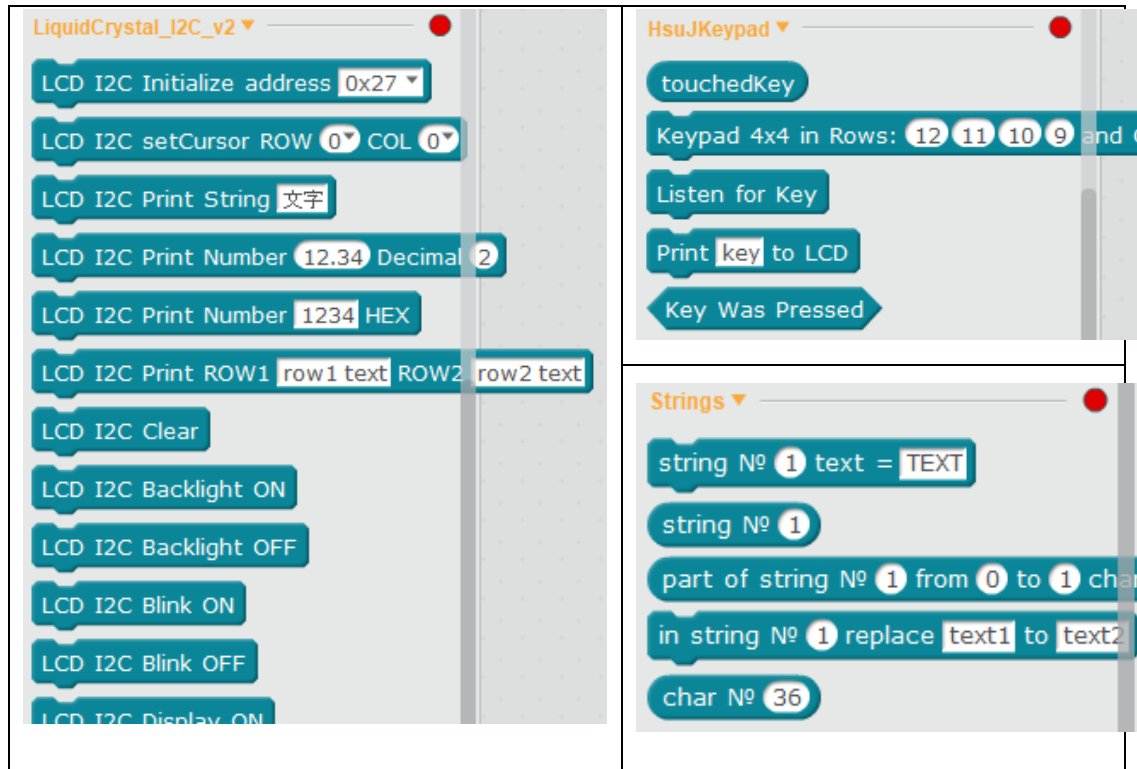 LiquidCrystal_I2C_v2
LCD I2C Initialize address 0x27
LCD I2C setCursor ROW 0 COL 0
LCD I2C Print String 文字
LCD I2C Print Number 12.34 Decimal 2
LCD I2C Print Number 1234 HEX
LCD I2C Print ROW1 row1 text ROW2 row2 text
LCD I2C Clear
LCD I2C Backlight ON
LCD I2C Backlight OFF
LCD I2C Blink ON
LCD I2C Blink OFF
LCD I2C Display ON
HsuJKeypad
touchedKey
Keypad 4x4 in Rows: 12 11 10 9 and
Listen for Key
Print key to LCD
Key Was Pressed
Strings
string Nº 1 text = TEXT
string Nº 1
part of string Nº 1 from 0 to 1
in string Nº 1 replace text1 to text2
char Nº 36